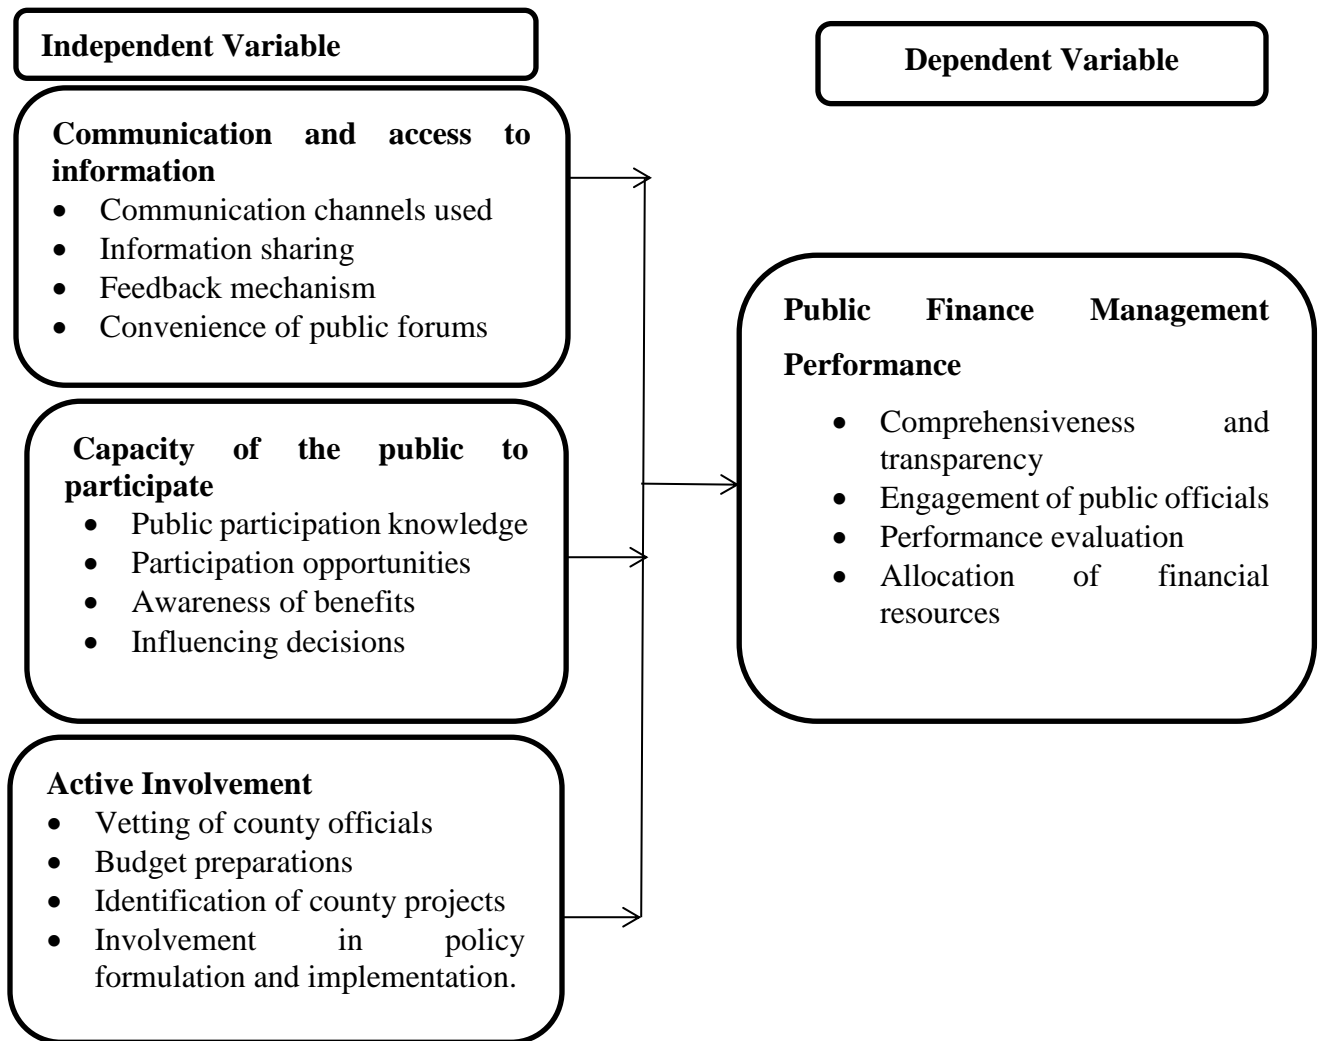 Independent Variable
Dependent Variable
Communication and access to
information
• Communication channels used
• Information sharing
• Feedback mechanism
• Convenience of public forums
Capacity of the public to
participate
• Public participation knowledge
• Participation opportunities
• Awareness of benefits
• Influencing decisions
Active Involvement
• Vetting of county officials
• Budget preparations
• Identification of county projects
• Involvement in policy
formulation and implementation.
Public Finance Management
Performance
• Comprehensiveness and
transparency
• Engagement of public officials
• Performance evaluation
• Allocation of financial
resources